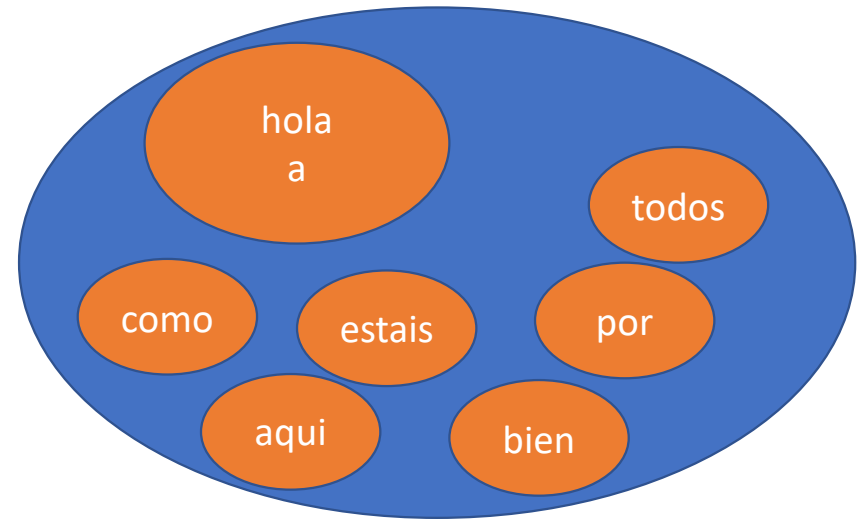 hola
a
todos
como
estais
por
aqui
bien